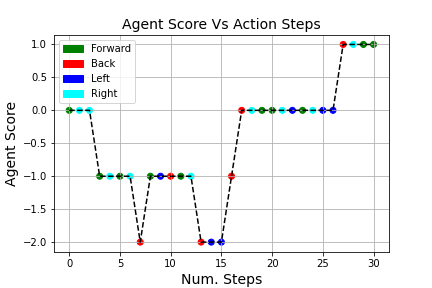 Agent Score Vs Action Steps
Agent Score
1.0
0.5
0.0
−0.5
−1.0
−1.5
−2.0
Forward
Back
Left
Right
0 5 10 15 20 25 30
Num. Steps